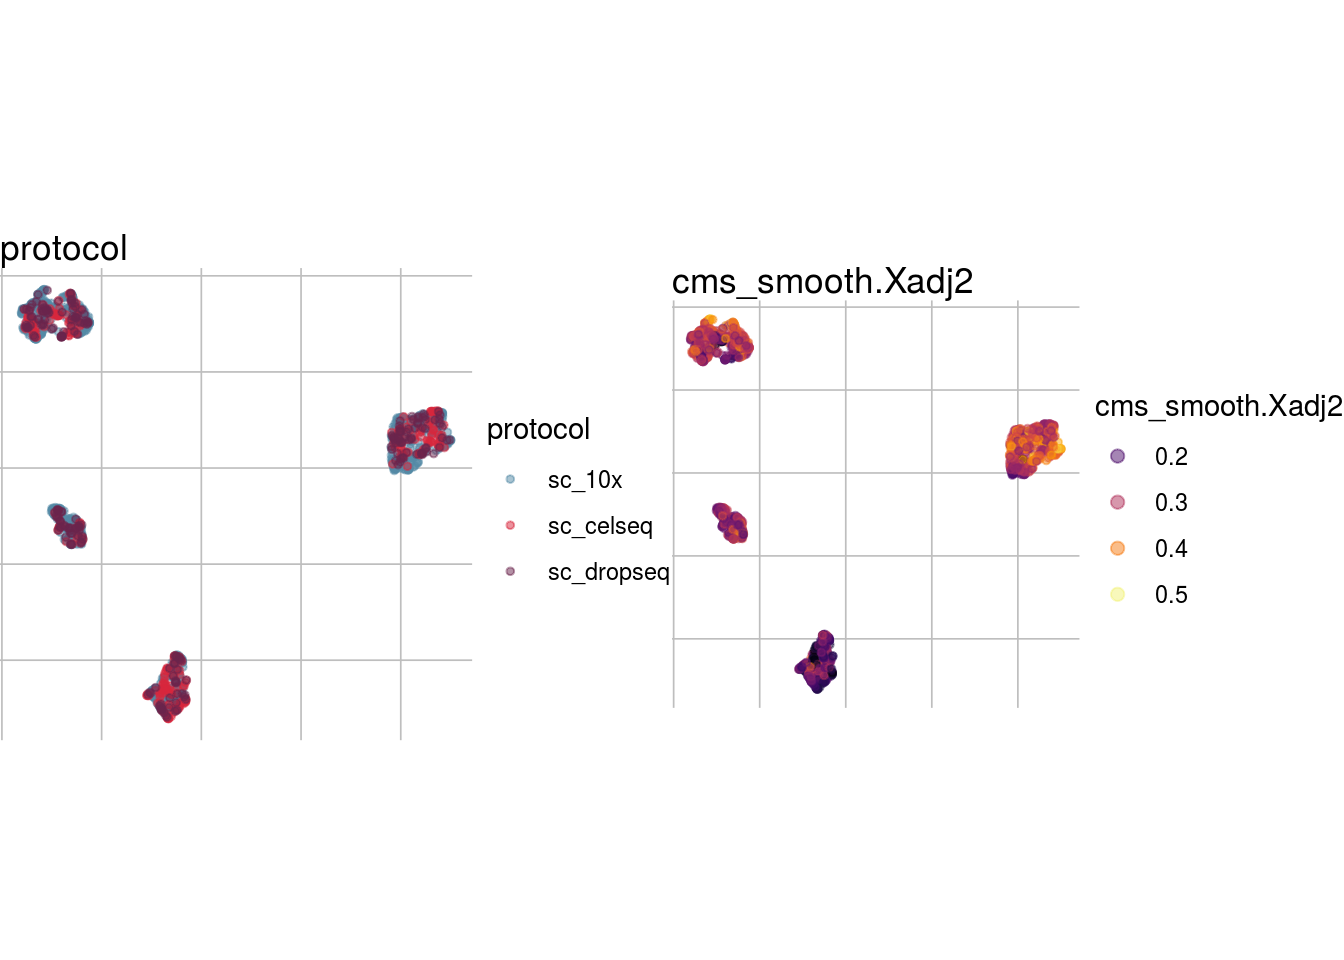 protocol
protocol
sc_10x
sc_celseq
sc_dropseq
cms_smooth.Xadj2
cms_smooth.Xadj2
0.2
0.3
0.4
0.5